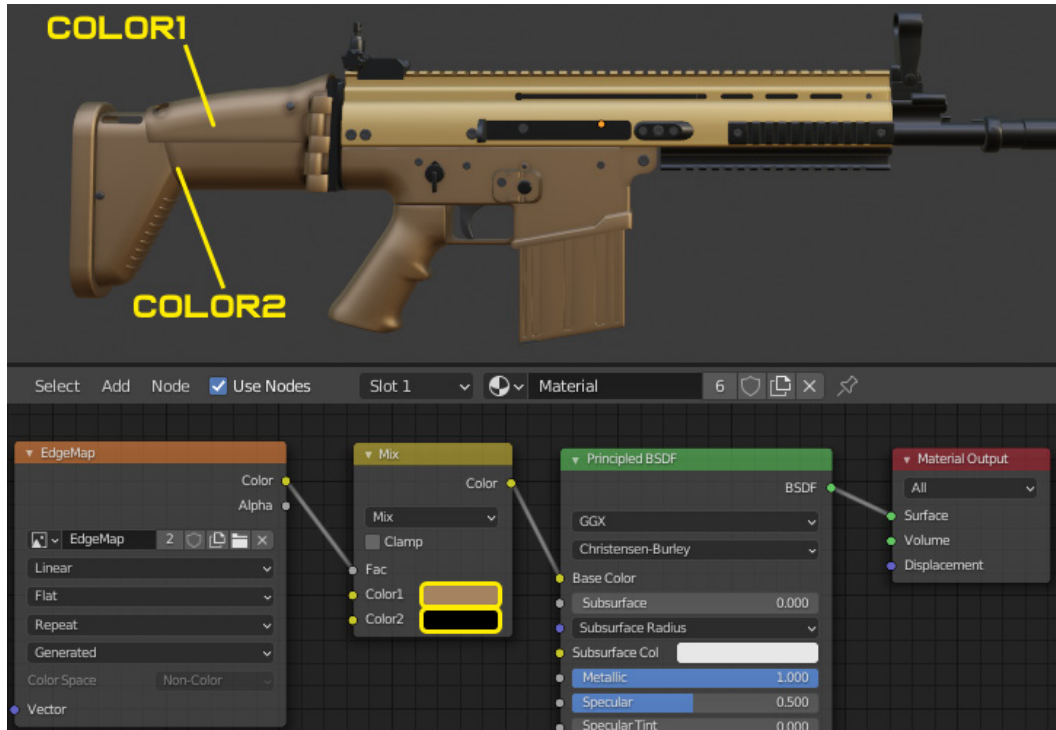 COLOR1
COLOR2
Select Add Node Use Nodes Slot 1 Material 6
EdgeMap
Color
Alpha
EdgeMap 2
Linear
Flat
Repeat
Generated
Color Space Non-Color
Vector
Mix
Color
Mix
Clamp
Fac
Color1
Color2
Principled BSDF
BSDF
GGX
Christensen-Burley
Base Color
Subsurface 0.000
Subsurface Radius
Subsurface Col
Metallic 1.000
Specular 0.500
Specular Tint 0.000
Material Output
All
Surface
Volume
Displacement